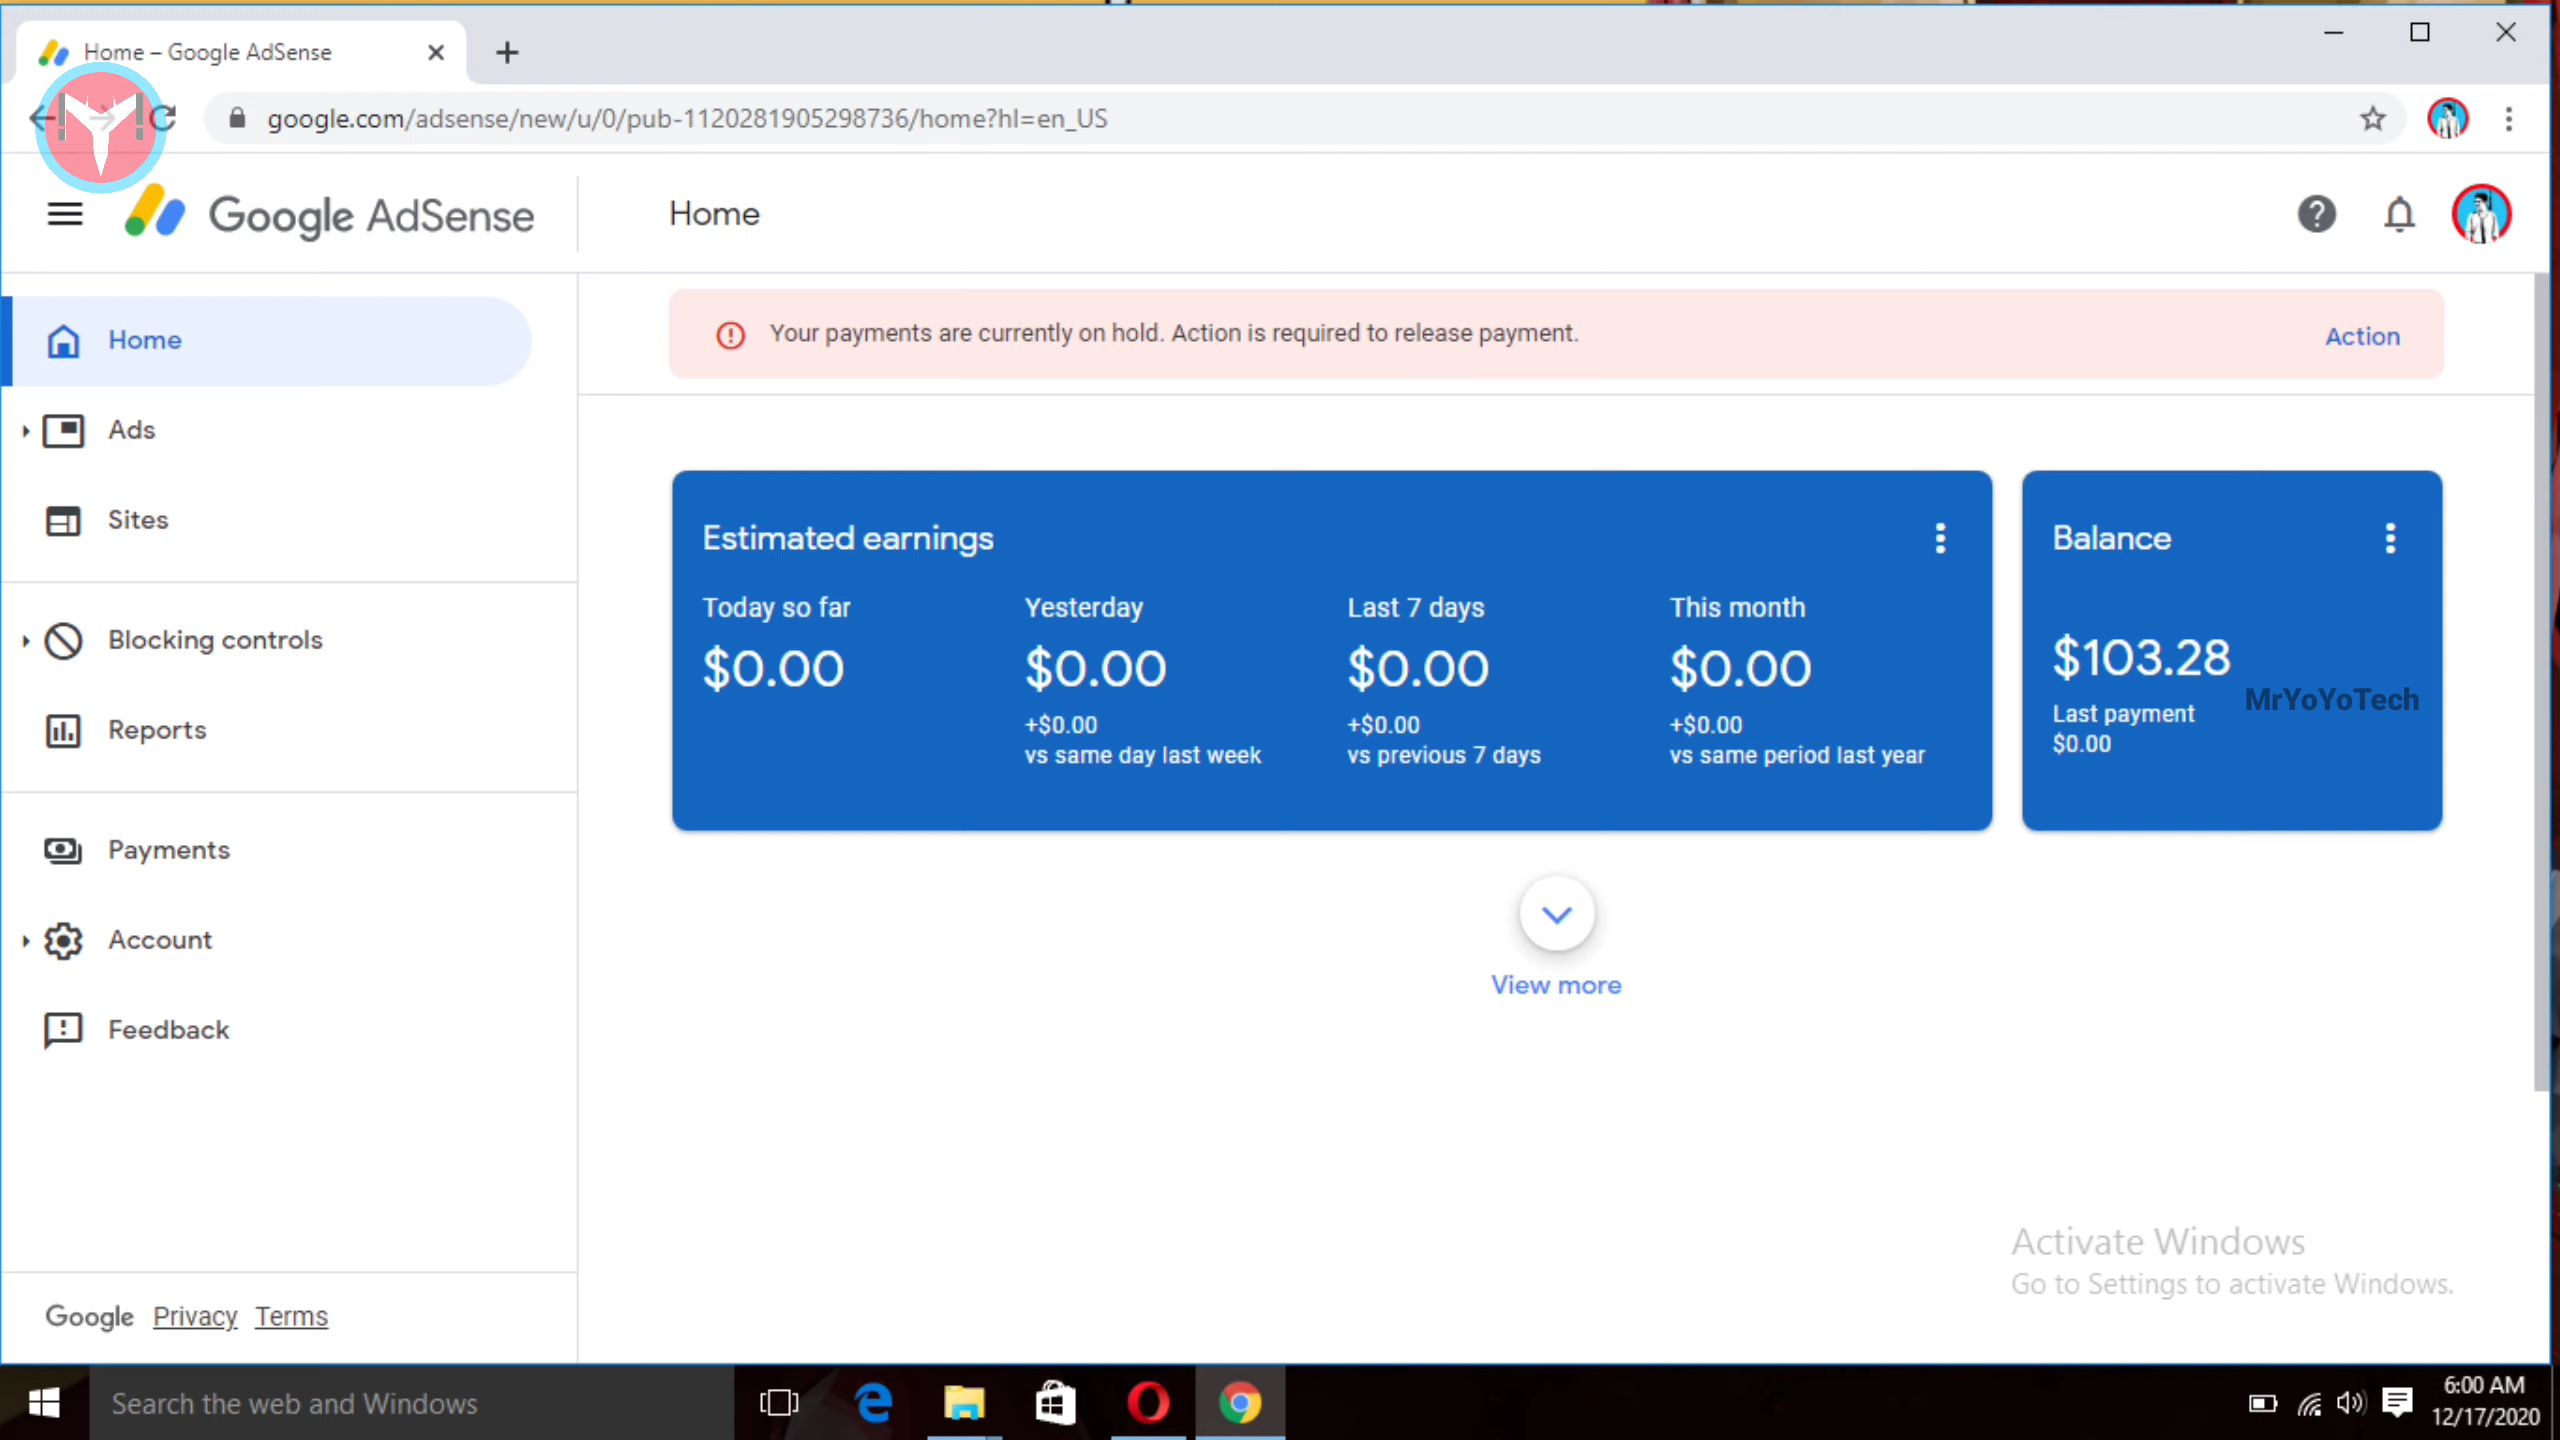 Home – Google AdSense
google.com/adsense/new/u/0/pub-1120281905298736/home?hl=en_US
Google AdSense
Home
Home
Your payments are currently on hold. Action is required to release payment.
Action
Ads
Sites
Blocking controls
Reports
Payments
Account
Feedback
Estimated earnings
Today so far
$0.00
Yesterday
$0.00
+$0.00
vs same day last week
Last 7 days
$0.00
+$0.00
vs previous 7 days
This month
$0.00
+$0.00
vs same period last year
Balance
$103.28
MrYoYoTech
Last payment
$0.00
View more
Activate Windows
Go to Settings to activate Windows.
Google Privacy Terms
Search the web and Windows
6:00 AM
12/17/2020